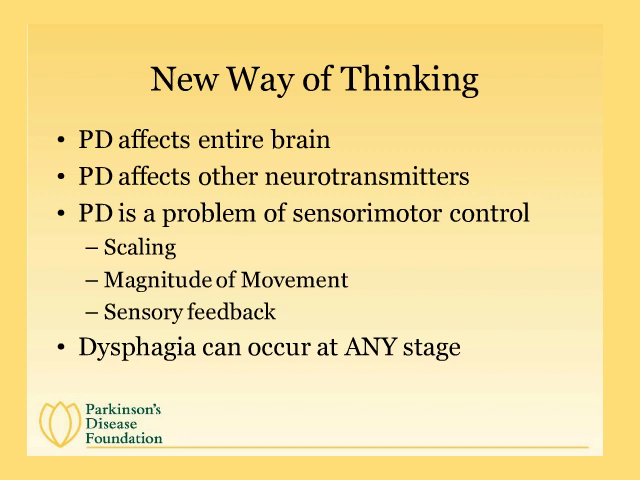 New Way of Thinking
• PD affects entire brain
• PD affects other neurotransmitters
• PD is a problem of sensorimotor control
– Scaling
– Magnitude of Movement
– Sensory feedback
• Dysphagia can occur at ANY stage
Parkinson's
Disease
Foundation